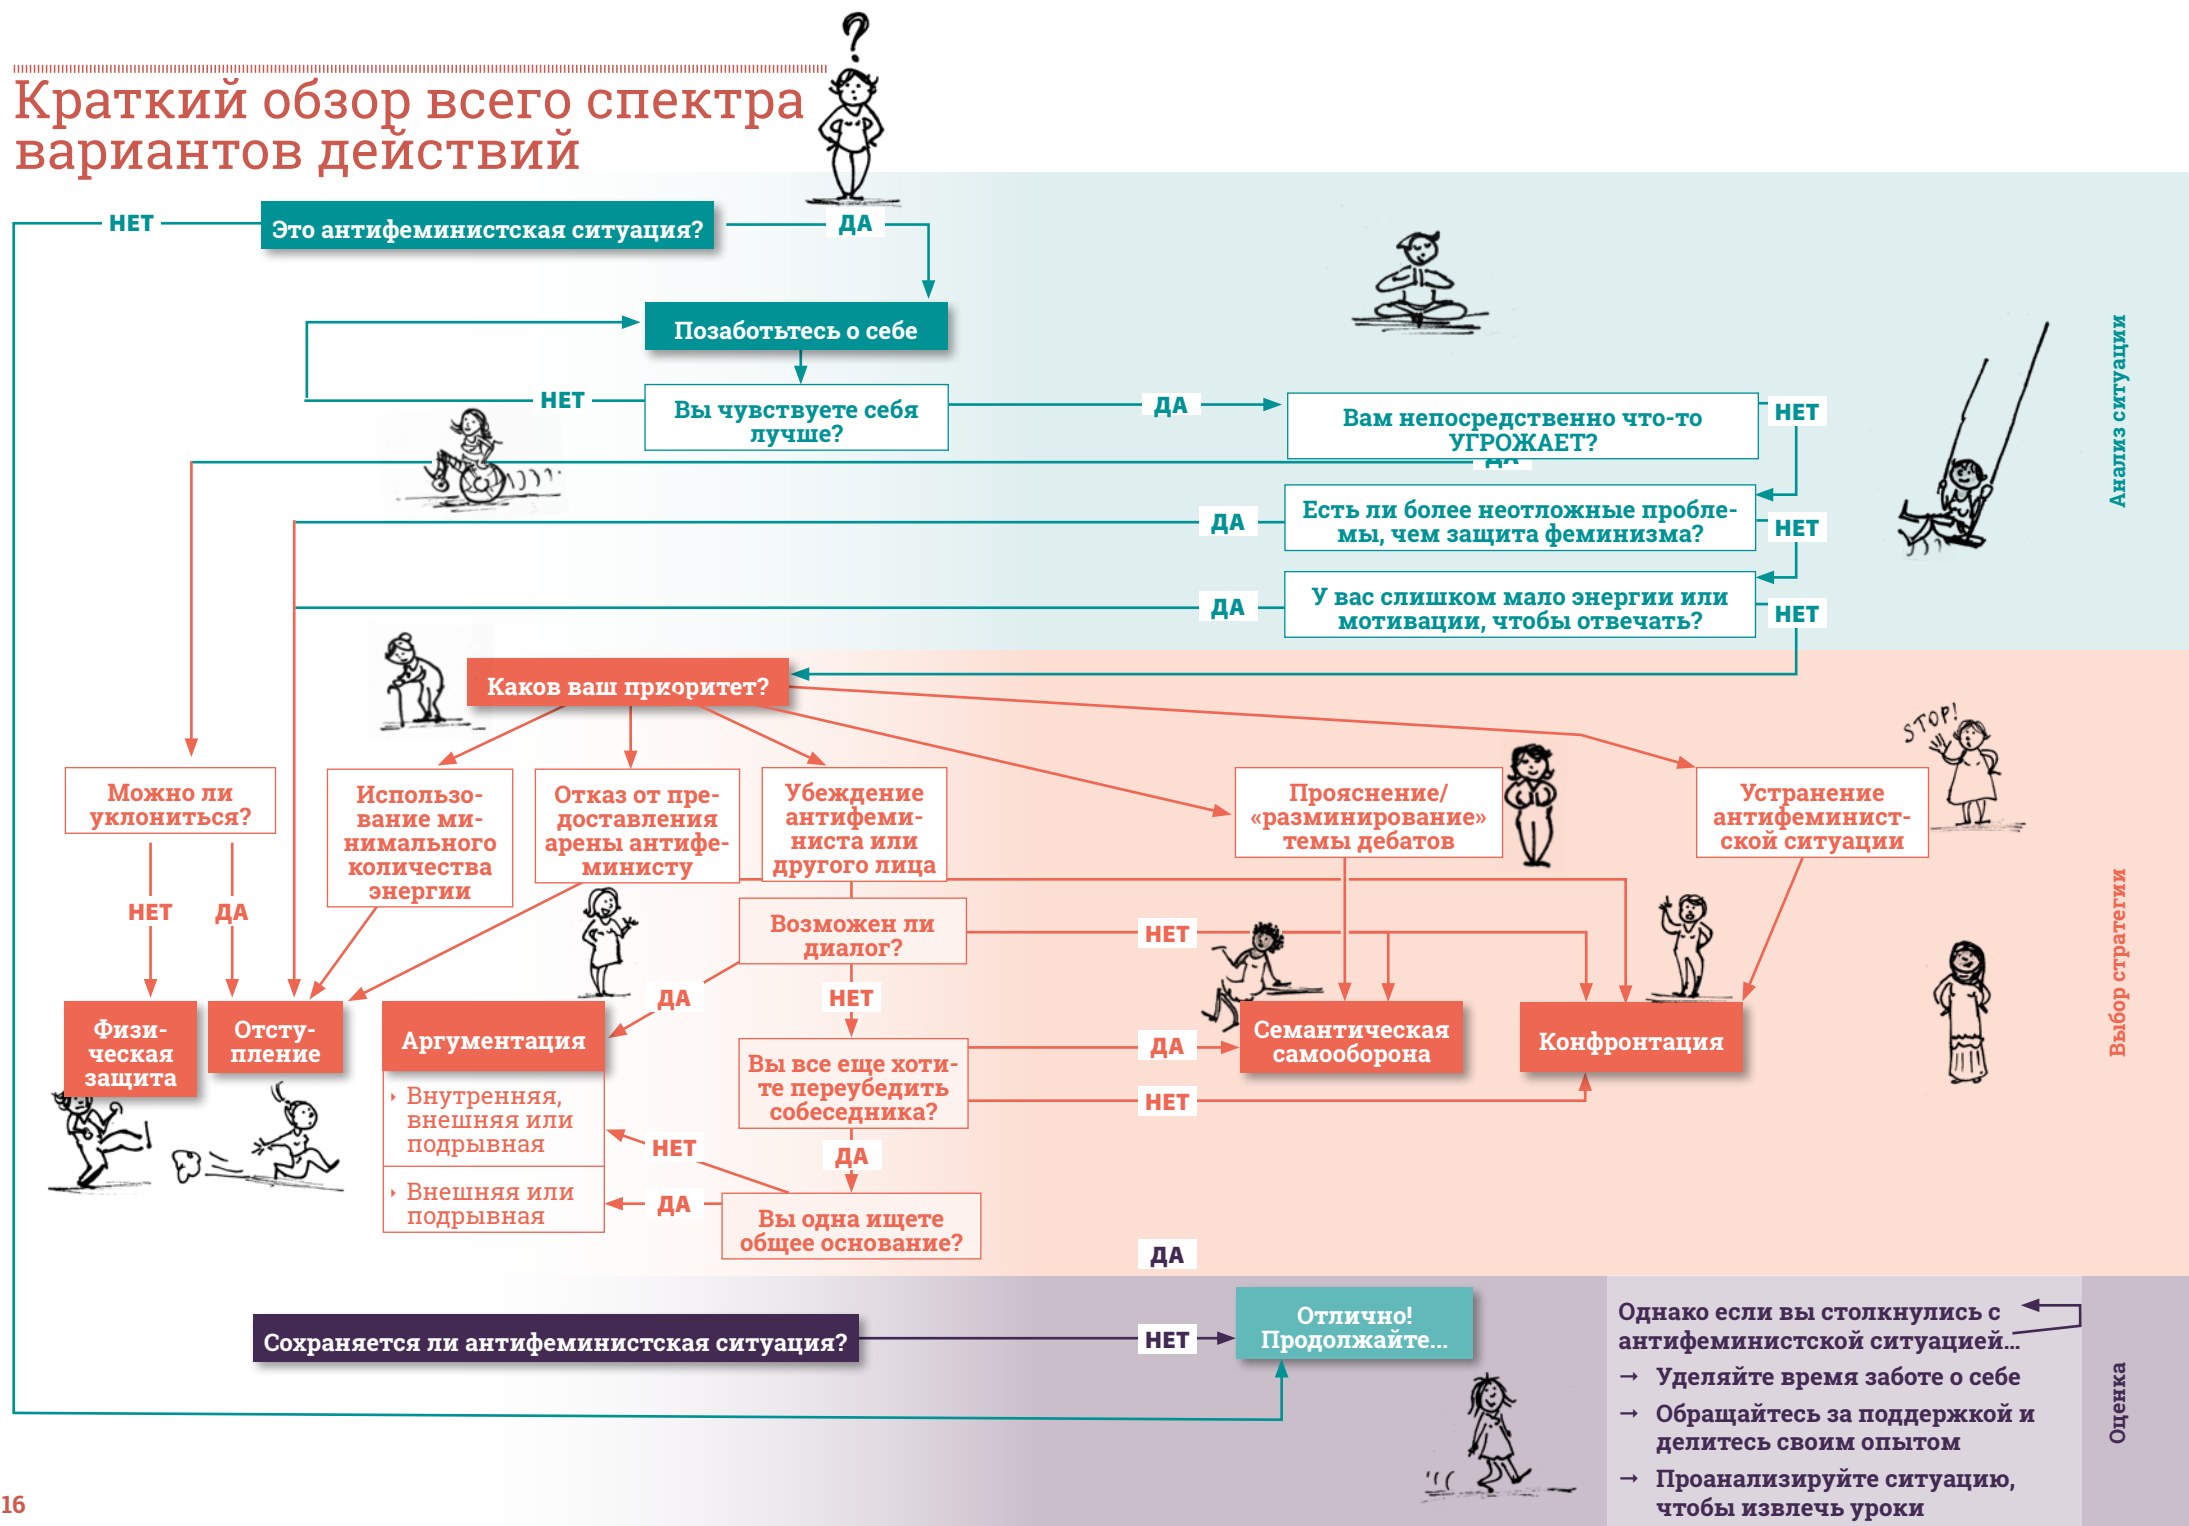 ?
Краткий обзор всего спектра
вариантов действий
НЕТ
Это антифеминистская ситуация?
ДА
Позаботьтесь о себе
НЕТ
Вы чувствуете себя
лучше?
ДА
Вам непосредственно что-то
УГРОЖАЕТ?
НЕТ
ДА
ДА
Есть ли более неотложные пробле-
мы, чем защита феминизма?
НЕТ
ДА
У вас слишком мало энергии или
мотивации, чтобы отвечать?
НЕТ
Анализ ситуации
Каков ваш приоритет?
STOP!
Можно ли
уклониться?
Использо-
вание ми-
нимального
количества
энергии
Отказ от пре-
доставления
арены антифе-
министу
Убеждение
антифеми-
ниста или
другого лица
Прояснение/
«разминирование»
темы дебатов
Устранение
антифеминист-
ской ситуации
НЕТ
ДА
Возможен ли
диалог?
НЕТ
ДА
НЕТ
Физи-
ческая
защита
Отсту-
пление
Аргументация
Семантическая
самооборона
Конфронтация
Вы все еще хоти-
те переубедить
собеседника?
ДА
НЕТ
‣ Внутренняя,
внешняя или
подрывная
НЕТ
ДА
‣ Внешняя или
подрывная
ДА
Вы одна ищете
общее основание?
Выбор стратегии
ДА
Сохраняется ли антифеминистская ситуация?
НЕТ
Отлично!
Продолжайте...
Однако если вы столкнулись с
антифеминистской ситуацией...
→ Уделяйте время заботе о себе
→ Обращайтесь за поддержкой и
делитесь своим опытом
→ Проанализируйте ситуацию,
чтобы извлечь уроки
Оценка
16